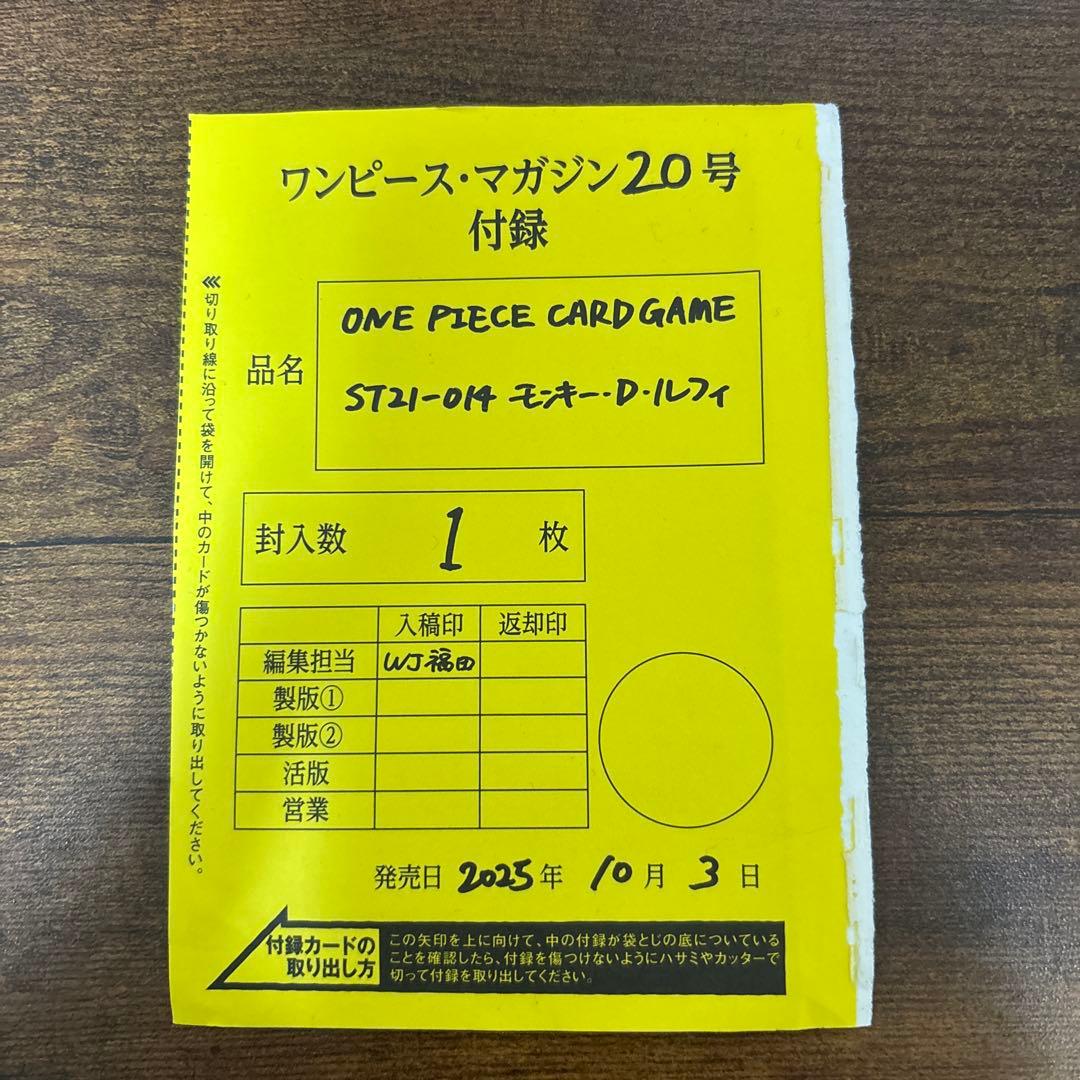 ワンピース・マガジン20号
付録
品名
ONE PIECE CARD GAME
ST21-014 モンキー・D・ルフィ
封入数 1 枚
入稿印 返却印
編集担当 WJ福田
製版①
製版②
活版
営業
発売日 2025年 10月 3日
付録カードの
取り出し方
この矢印を上に向けて、中の付録が袋とじの底についている
ことを確認したら、付録を傷つけないようにハサミやカッターで
切って付録を取り出してください。
⋘切り取り線に沿って袋を開けて、中のカードが傷つかないように取り出してください。